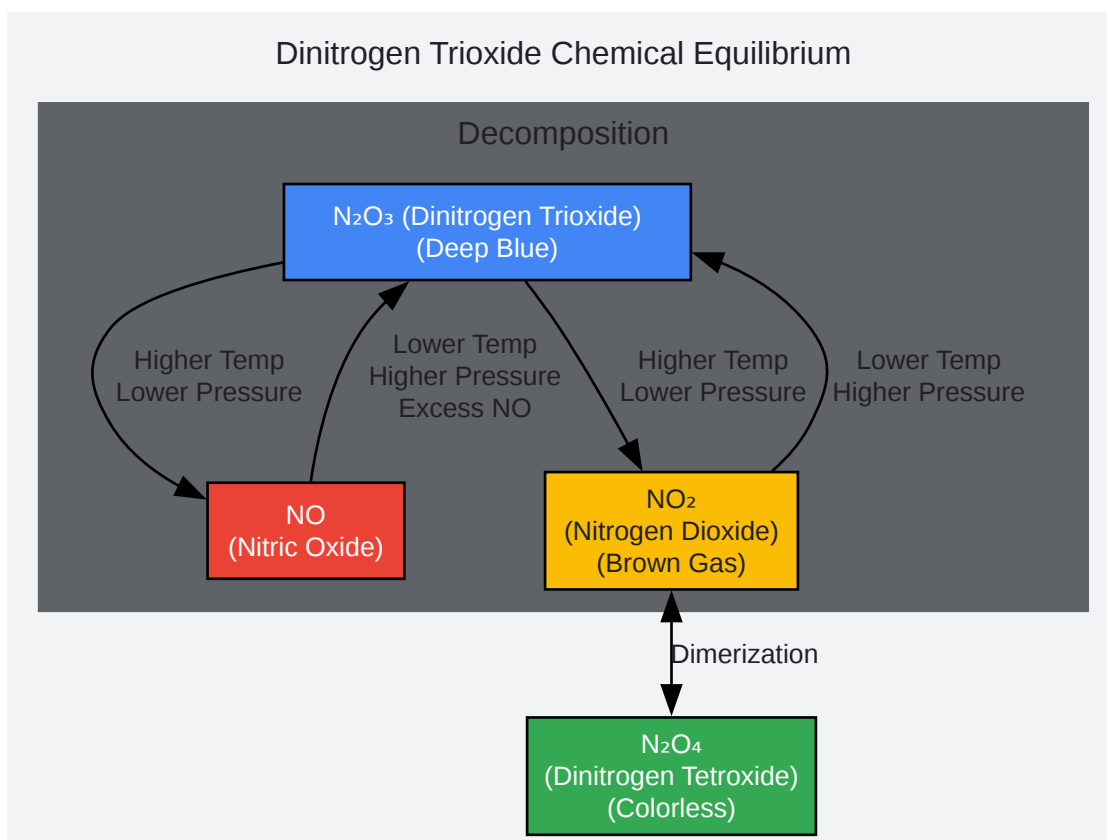 Dinitrogen Trioxide Chemical Equilibrium
Decomposition
N₂O₃ (Dinitrogen Trioxide)
(Deep Blue)
Higher Temp
Lower Pressure
Lower Temp
Higher Pressure
Excess NO
Higher Temp
Lower Pressure
Lower Temp
Higher Pressure
NO
(Nitric Oxide)
NO₂
(Nitrogen Dioxide)
(Brown Gas)
Dimerization
N₂O₄
(Dinitrogen Tetroxide)
(Colorless)